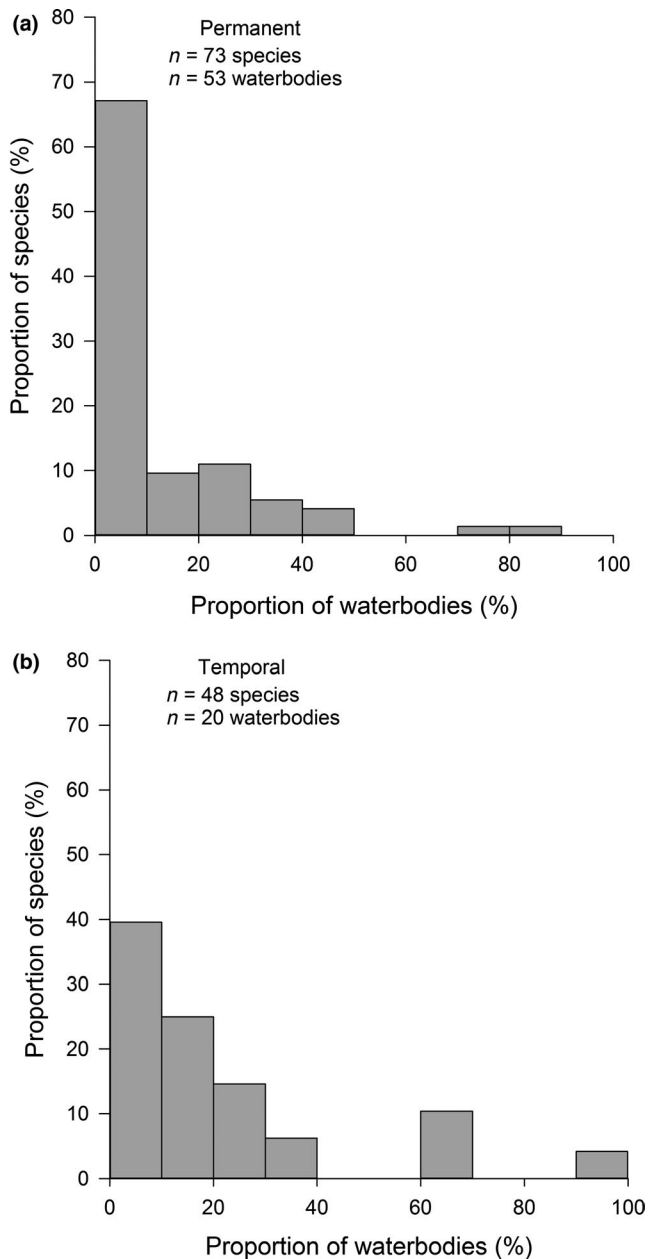 (a)
Permanent
n = 73 species
n = 53 waterbodies
80
70
60
50
40
30
20
10
0
Proportion of species (%)
0 20 40 60 80 100
Proportion of waterbodies (%)
(b)
Temporal
n = 48 species
n = 20 waterbodies
80
70
60
50
40
30
20
10
0
Proportion of species (%)
0 20 40 60 80 100
Proportion of waterbodies (%)